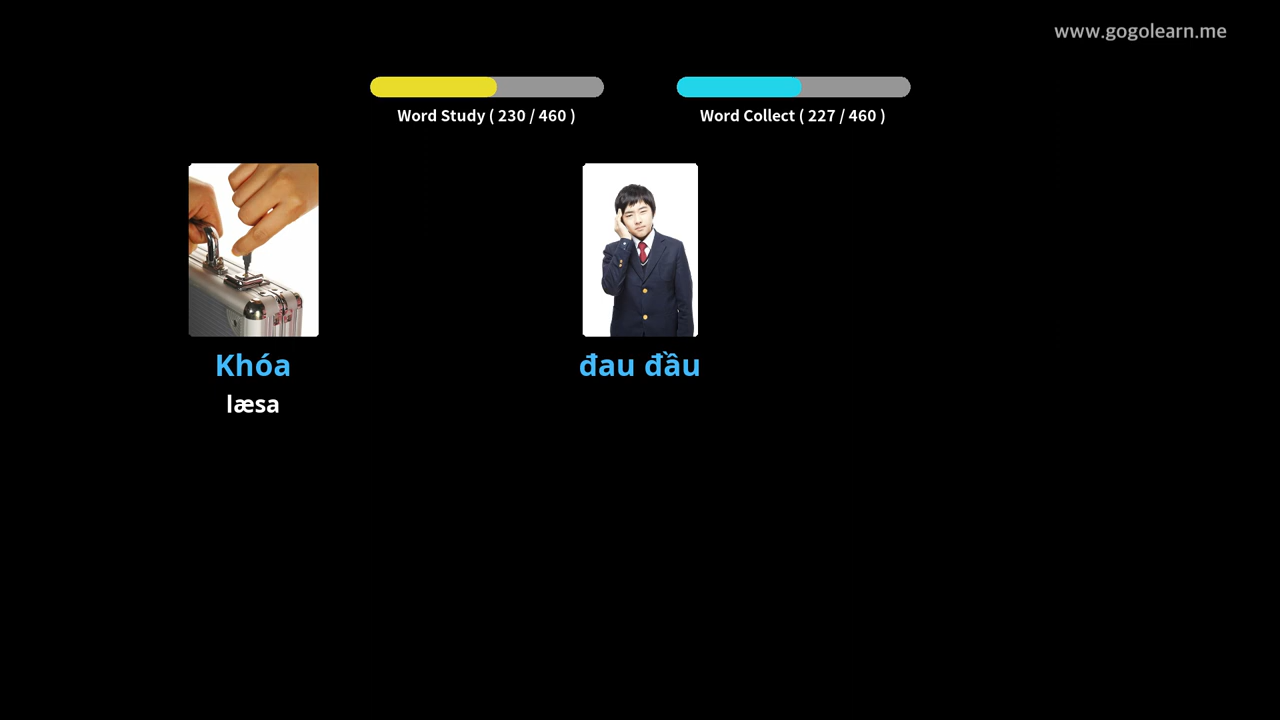 www.gogolearn.me
Word Study ( 230 / 460 )
Word Collect ( 227 / 460 )
Khóa
læsa
đau đầu